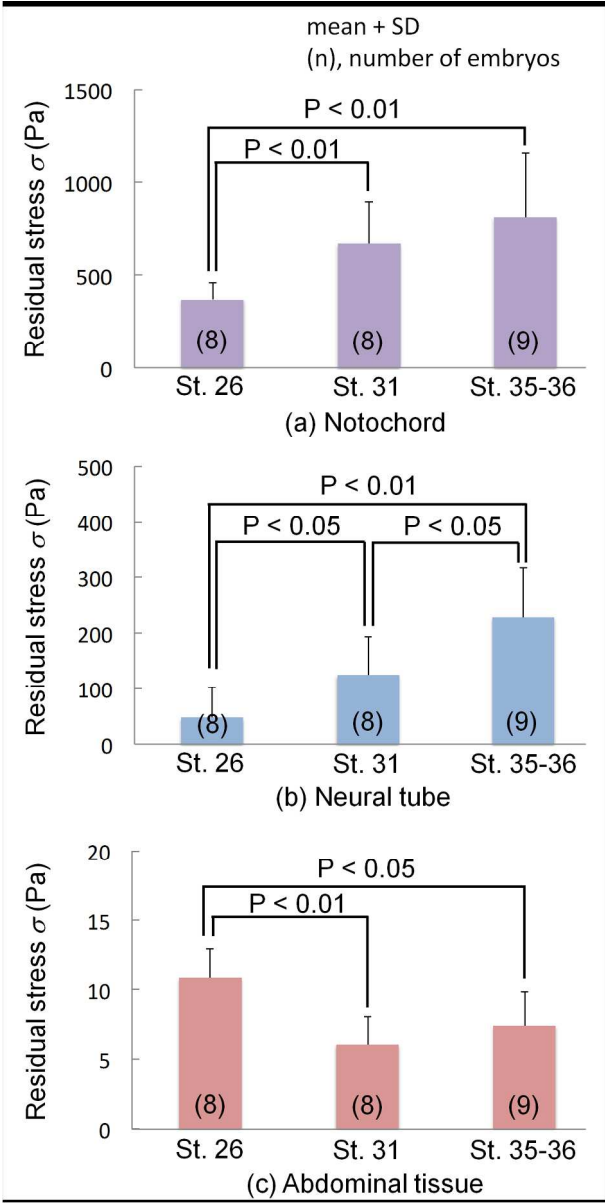 mean + SD
(n), number of embryos
Residual stress σ (Pa)
1500
1000
500
0
P < 0.01
P < 0.01
(8)
(8)
(9)
St. 26
St. 31
St. 35-36
(a) Notochord
Residual stress σ (Pa)
500
400
300
200
100
0
P < 0.01
P < 0.05
P < 0.05
(8)
(8)
(9)
St. 26
St. 31
St. 35-36
(b) Neural tube
Residual stress σ (Pa)
20
15
10
5
0
P < 0.05
P < 0.01
(8)
(8)
(9)
St. 26
St. 31
St. 35-36
(c) Abdominal tissue